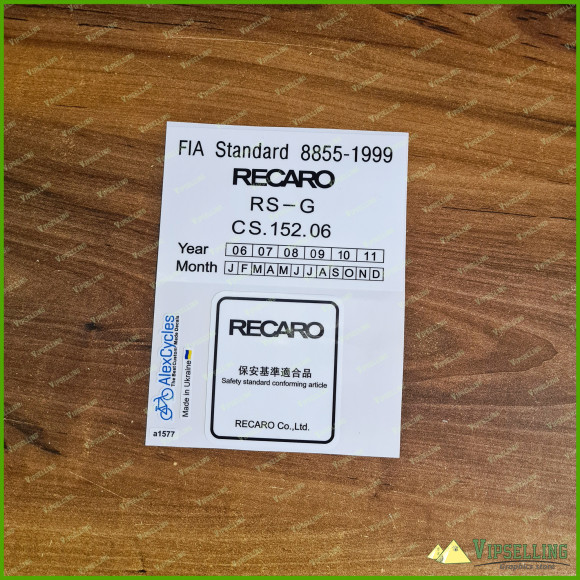 FIA Standard 8855-1999
RECARO
RS-G
CS.152.06
Year 06 07 08 09 10 11
Month J F M A M J J A S O N D
RECARO
保安基準適合品
Safety standard conforming article
RECARO Co.,Ltd.
AlexCycles
The Best Custom-Made Decals
Made in Ukraine
a1577
VIPSELLING
Graphics store